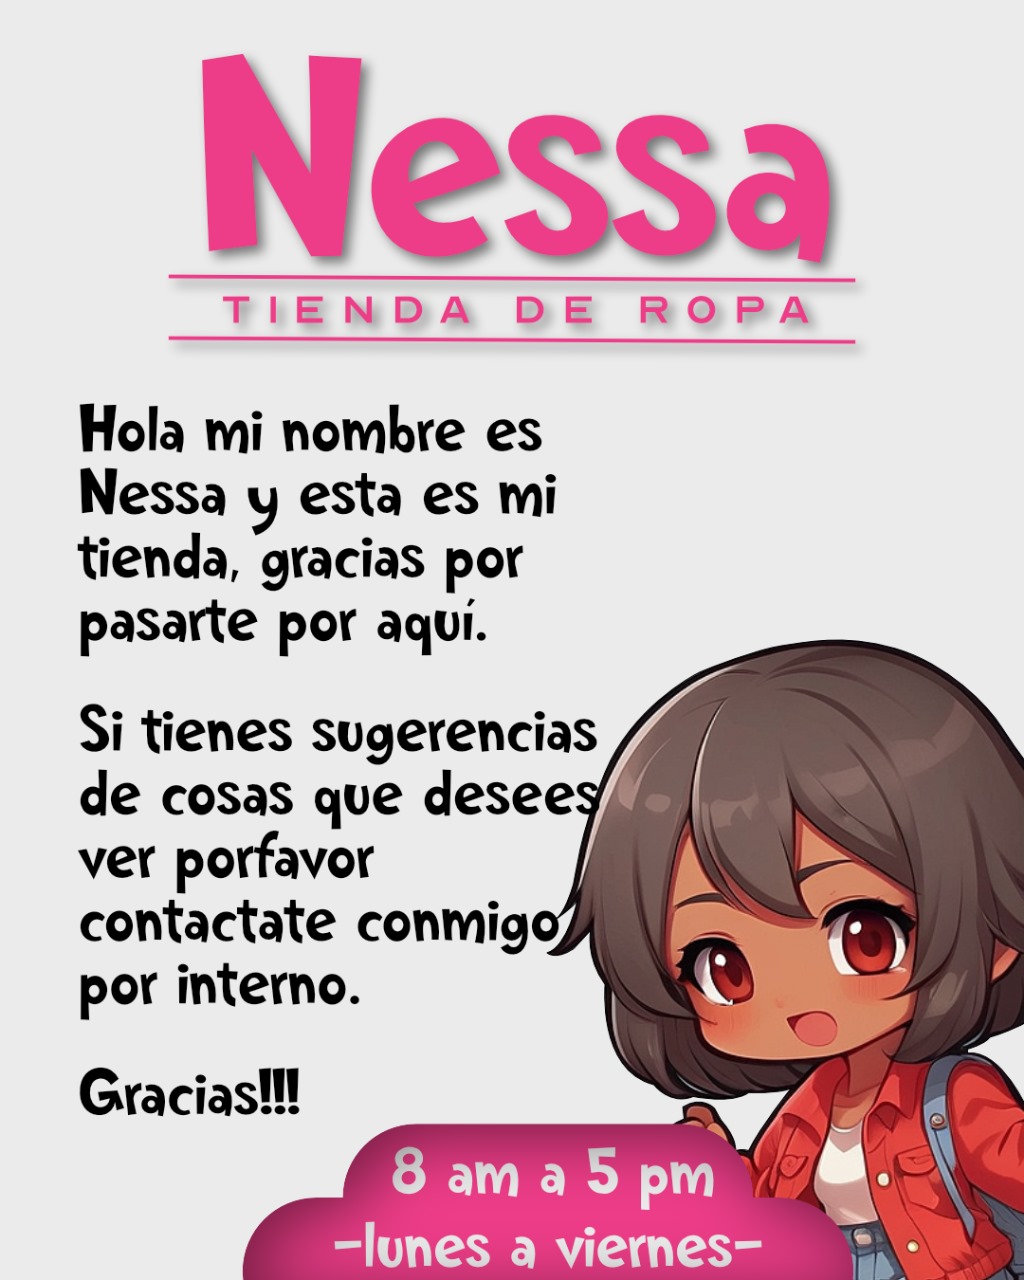 Nessa
TIENDA DE ROPA
Hola mi nombre es
Nessa y esta es mi
tienda, gracias por
pasarte por aquí.
Si tienes sugerencias
de cosas que desees
ver porfavor
contactate conmigo
por interno.
Gracias!!!
8 am a 5 pm
-lunes a viernes-